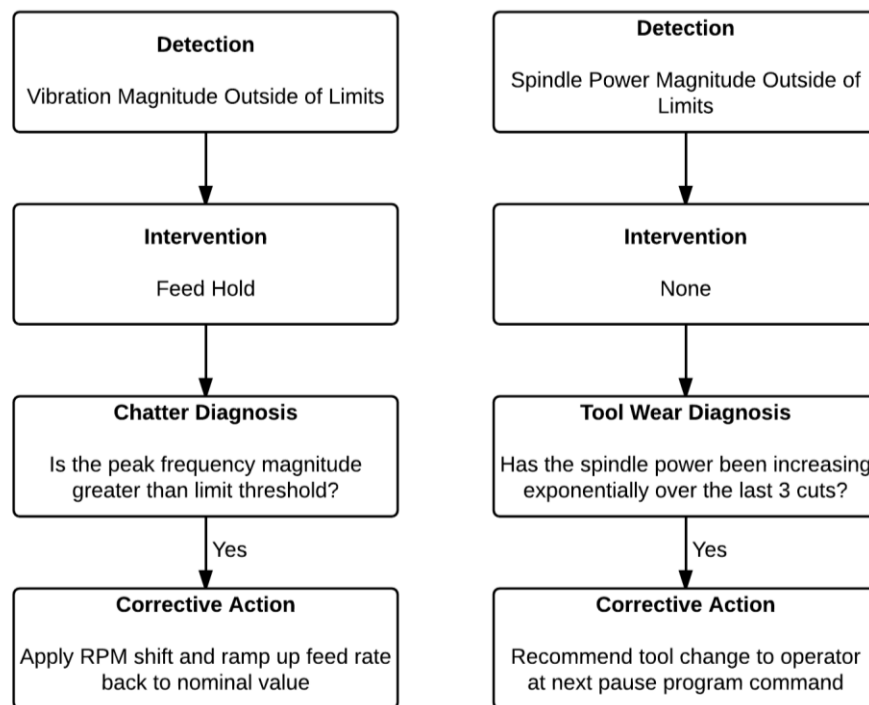 Detection
Vibration Magnitude Outside of Limits
Intervention
Feed Hold
Chatter Diagnosis
Is the peak frequency magnitude
greater than limit threshold?
Yes
Corrective Action
Apply RPM shift and ramp up feed rate
back to nominal value
Detection
Spindle Power Magnitude Outside of
Limits
Intervention
None
Tool Wear Diagnosis
Has the spindle power been increasing
exponentially over the last 3 cuts?
Yes
Corrective Action
Recommend tool change to operator
at next pause program command